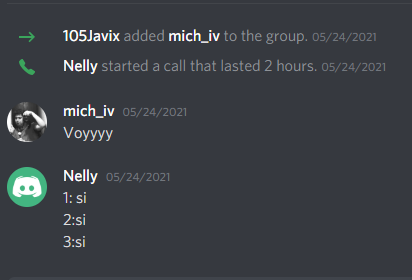 105Javix added mich_iv to the group. 05/24/2021
Nelly started a call that lasted 2 hours. 05/24/2021
mich_iv 05/24/2021
Voyyyy
Nelly 05/24/2021
1: si
2:si
3:si